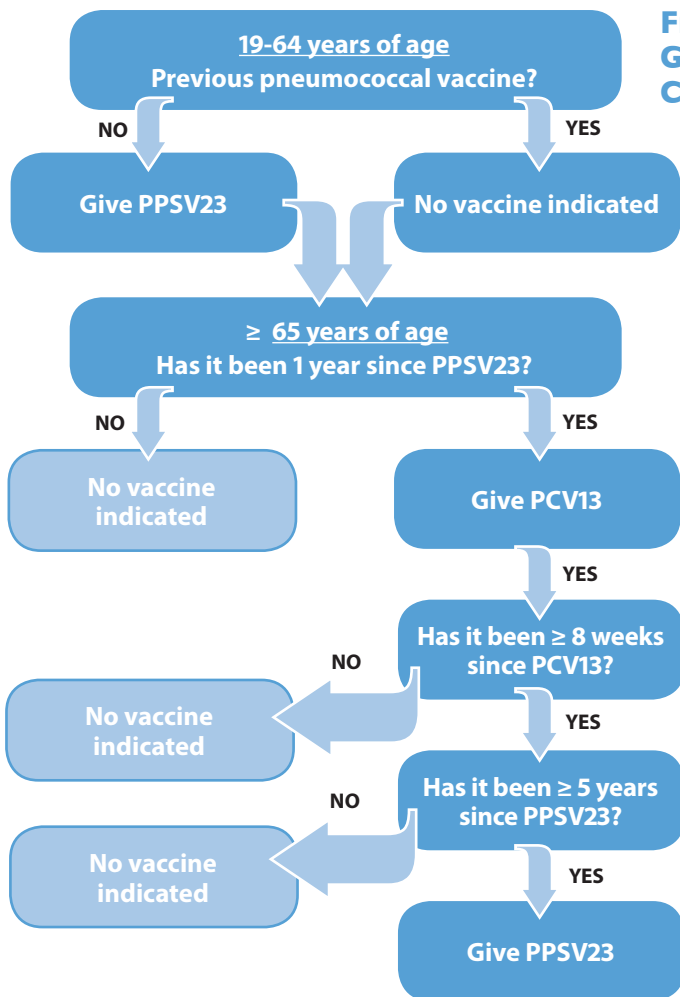 19-64 years of age
Previous pneumococcal vaccine?
F
G
C
NO
YES
Give PPSV23
No vaccine indicated
≥ 65 years of age
Has it been 1 year since PPSV23?
NO
YES
No vaccine
indicated
Give PCV13
YES
Has it been ≥ 8 weeks
since PCV13?
NO
No vaccine
indicated
YES
Has it been ≥ 5 years
since PPSV23?
NO
No vaccine
indicated
YES
Give PPSV23